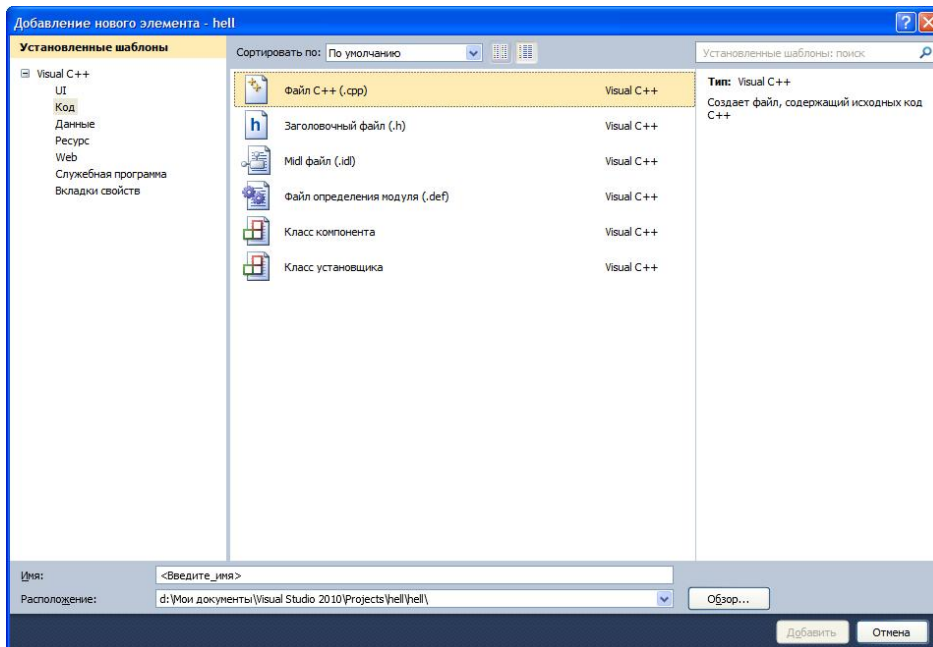 Добавление нового элемента - hell
Установленные шаблоны
Visual C++
UI
Код
Данные
Ресурс
Web
Служебная программа
Вкладки свойств
Сортировать по: По умолчанию
Файл C++ (.cpp) Visual C++
Заголовочный файл (.h) Visual C++
Midl файл (.idl) Visual C++
Файл определения модуля (.def) Visual C++
Класс компонента Visual C++
Класс установщика Visual C++
Установленные шаблоны: поиск
Тип: Visual C++
Создает файл, содержащий исходных код
C++
Имя: <Введите_имя>
Расположение: d:\Мои документы\Visual Studio 2010\Projects\hell\hell\
Обзор...
Добавить Отмена